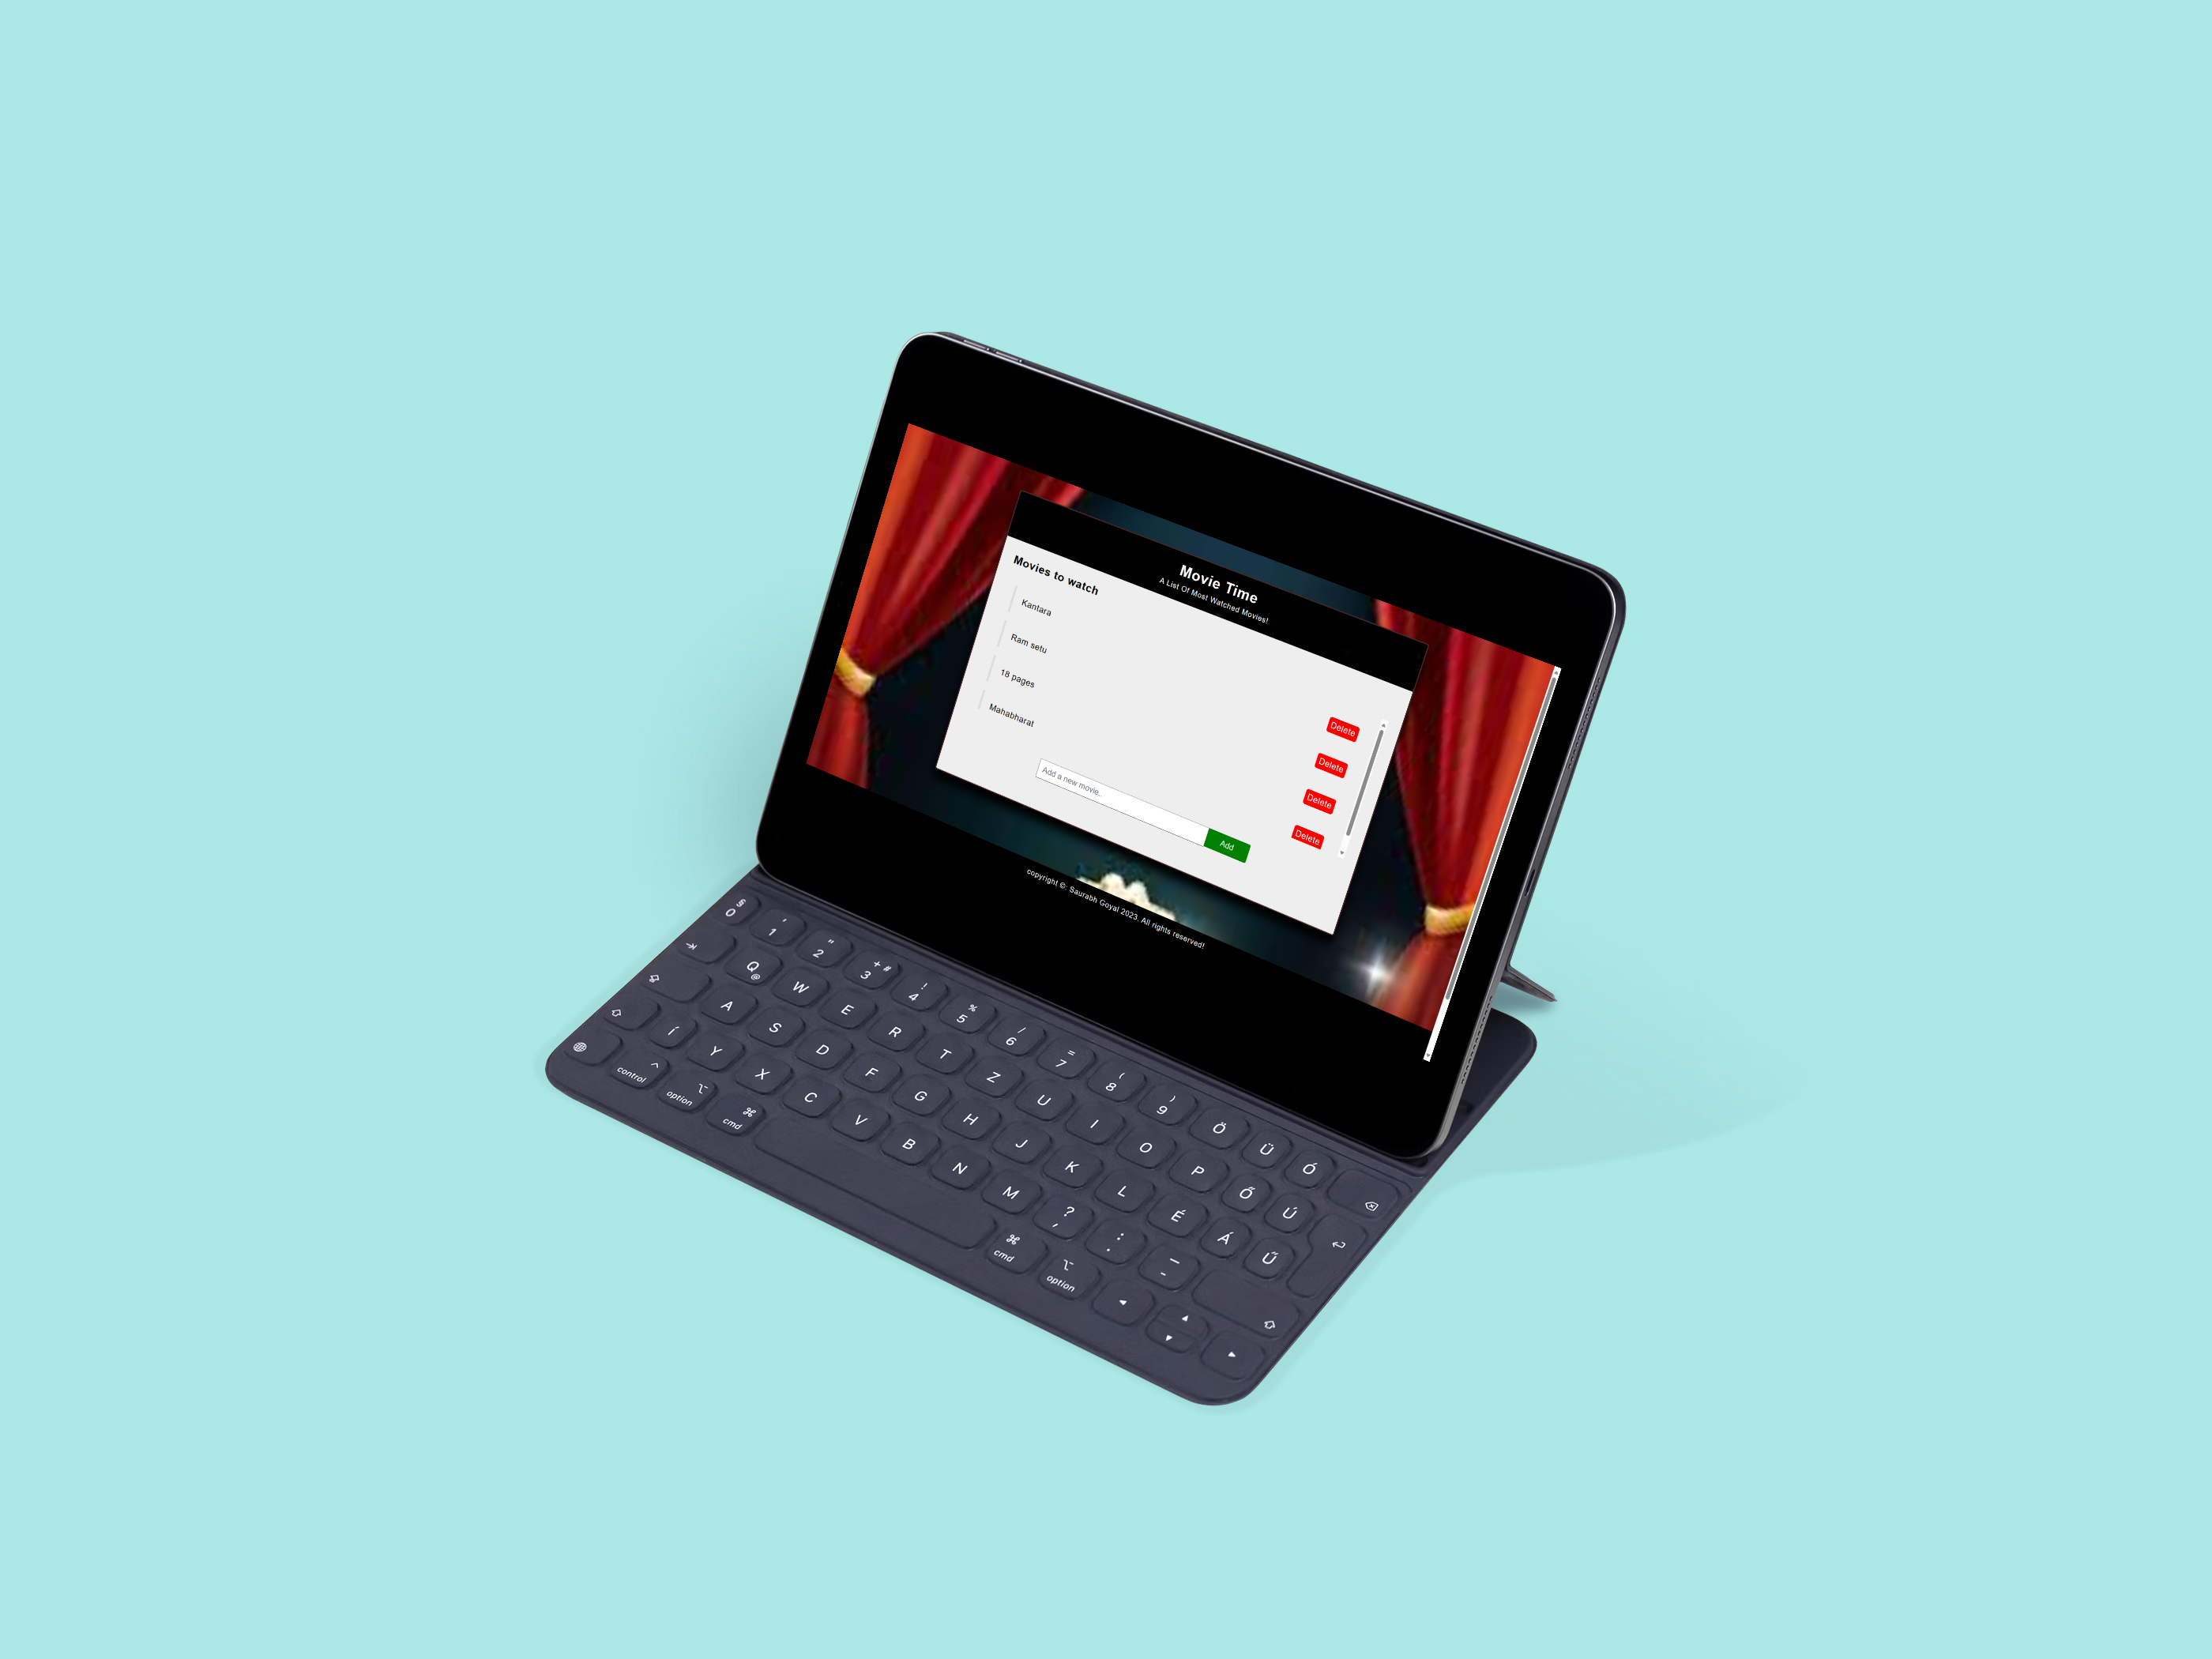 Movie Time
A List Of Most Watched Movies!
Movies to watch
Kantara
Delete
Ram setu
Delete
18 pages
Delete
Mahabharat
Delete
Add a new movie..
Add
copyright ©. Saurabh Goyal 2023. All rights reserved!
§ ' " + # ! % / = ( )
0 1 2 3 4 5 6 7 8 9 Ö Ü Ó
Q @ W E R T Z U I O P Ő Ú
A S D F G H J K L É Á Ű
Í Y X C V B N M ? , : . _ -
control option cmd cmd option